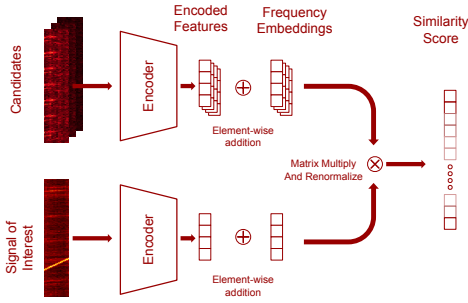 Encoded
Features
Frequency
Embeddings
Similarity
Score
Candidates
Encoder
Element-wise
addition
Matrix Multiply
And Renormalize
Signal of
Interest
Encoder
Element-wise
addition